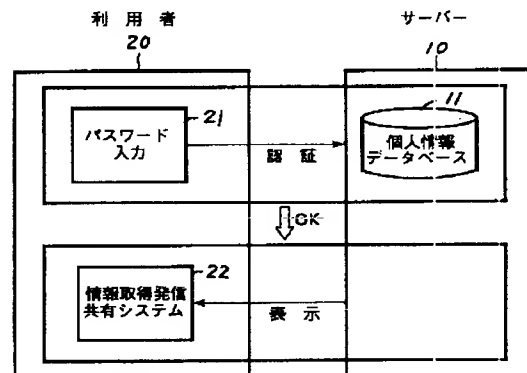 利用者
20
サーバー
10
21
パスワード
入力
認証
11
個人情報
データベース
OK
22
情報取得発信
共有システム
表示